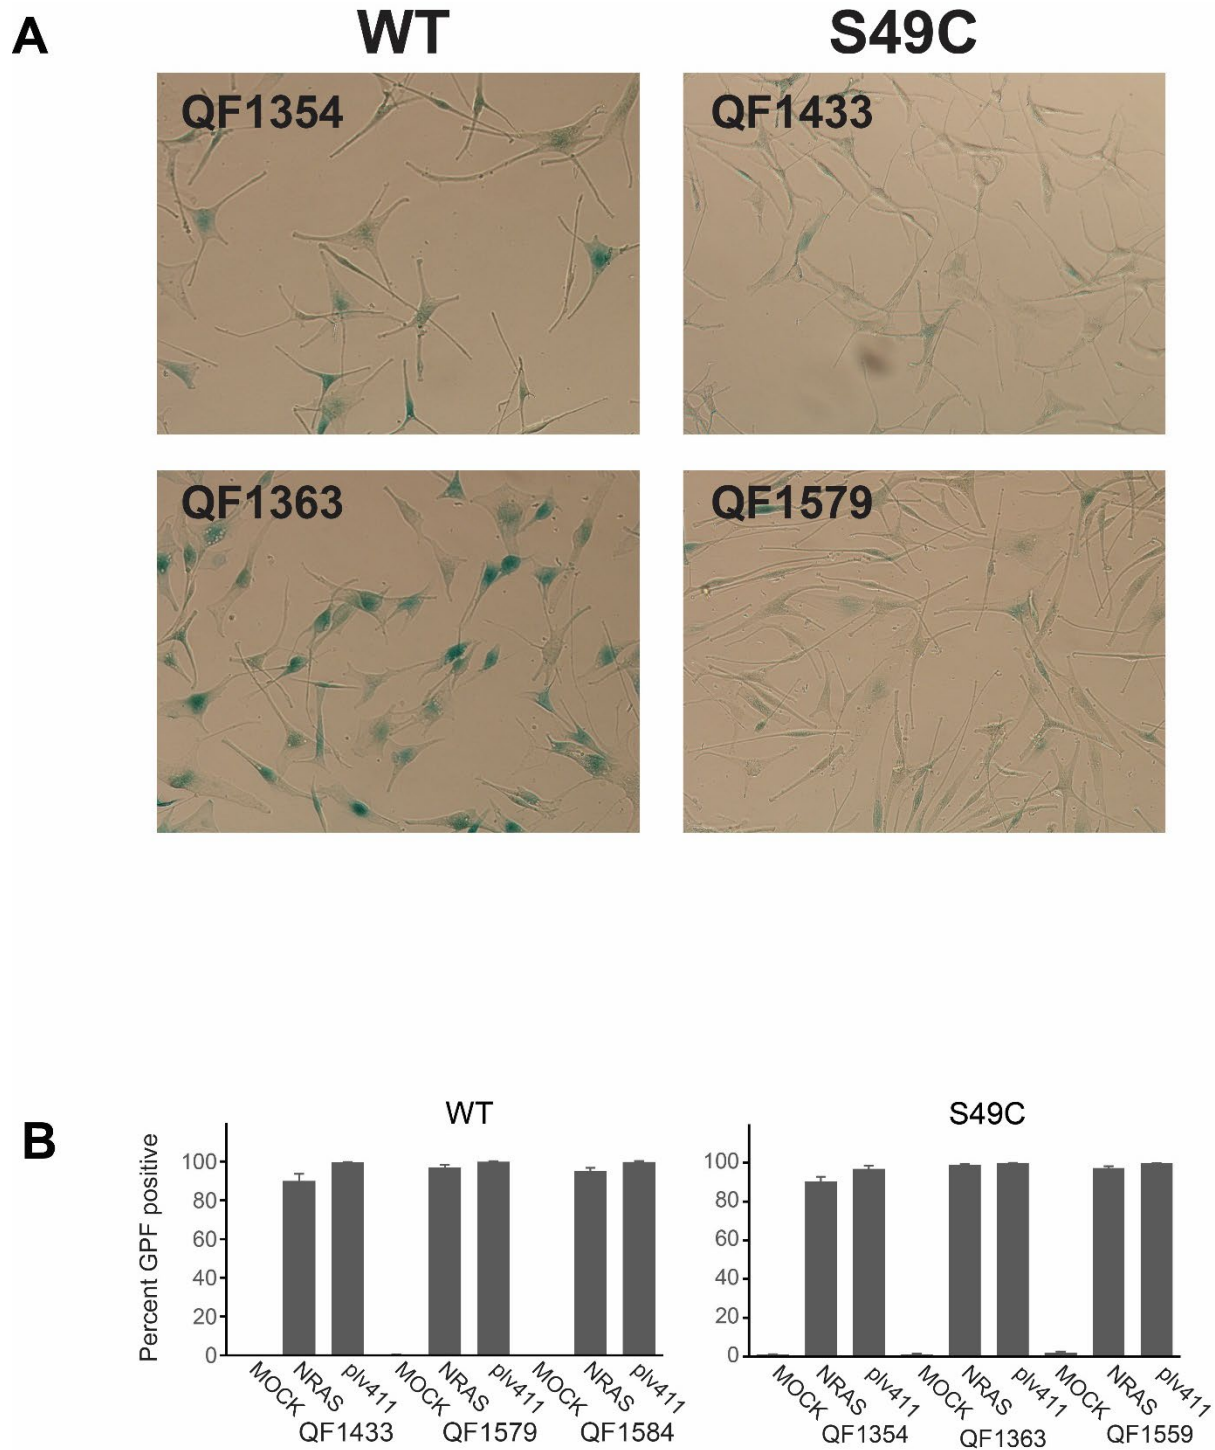 A
WT
S49C
QF1354
QF1433
QF1363
QF1579
B
WT
Percent GPF positive
100
80
60
40
20
0
MOCK
NRAS
plv411
MOCK
NRAS
plv411
MOCK
NRAS
plv411
QF1433
QF1579
QF1584
S49C
100
80
60
40
20
0
MOCK
NRAS
plv411
MOCK
NRAS
plv411
MOCK
NRAS
plv411
QF1354
QF1363
QF1559